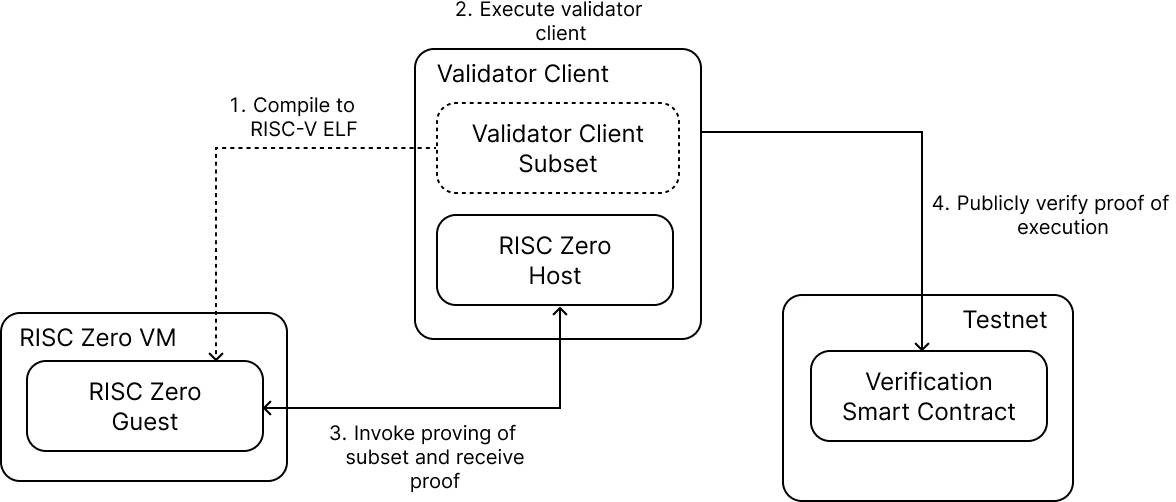 2. Execute validator
client
Validator Client
1. Compile to
RISC-V ELF
Validator Client
Subset
4. Publicly verify proof of
execution
RISC Zero
Host
Testnet
RISC Zero VM
RISC Zero
Guest
Verification
Smart Contract
3. Invoke proving of
subset and receive
proof